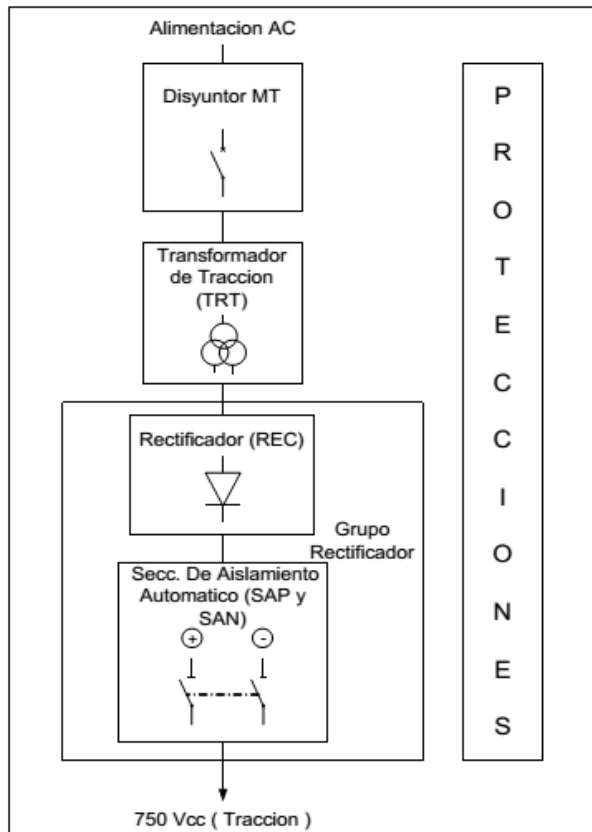 Alimentacion AC
Disyuntor MT
Transformador
de Traccion
(TRT)
Rectificador (REC)
Grupo
Rectificador
Secc. De Aislamiento
Automatico (SAP y
SAN)
+ -
750 Vcc ( Traccion )
P
R
O
T
E
C
C
I
O
N
E
S